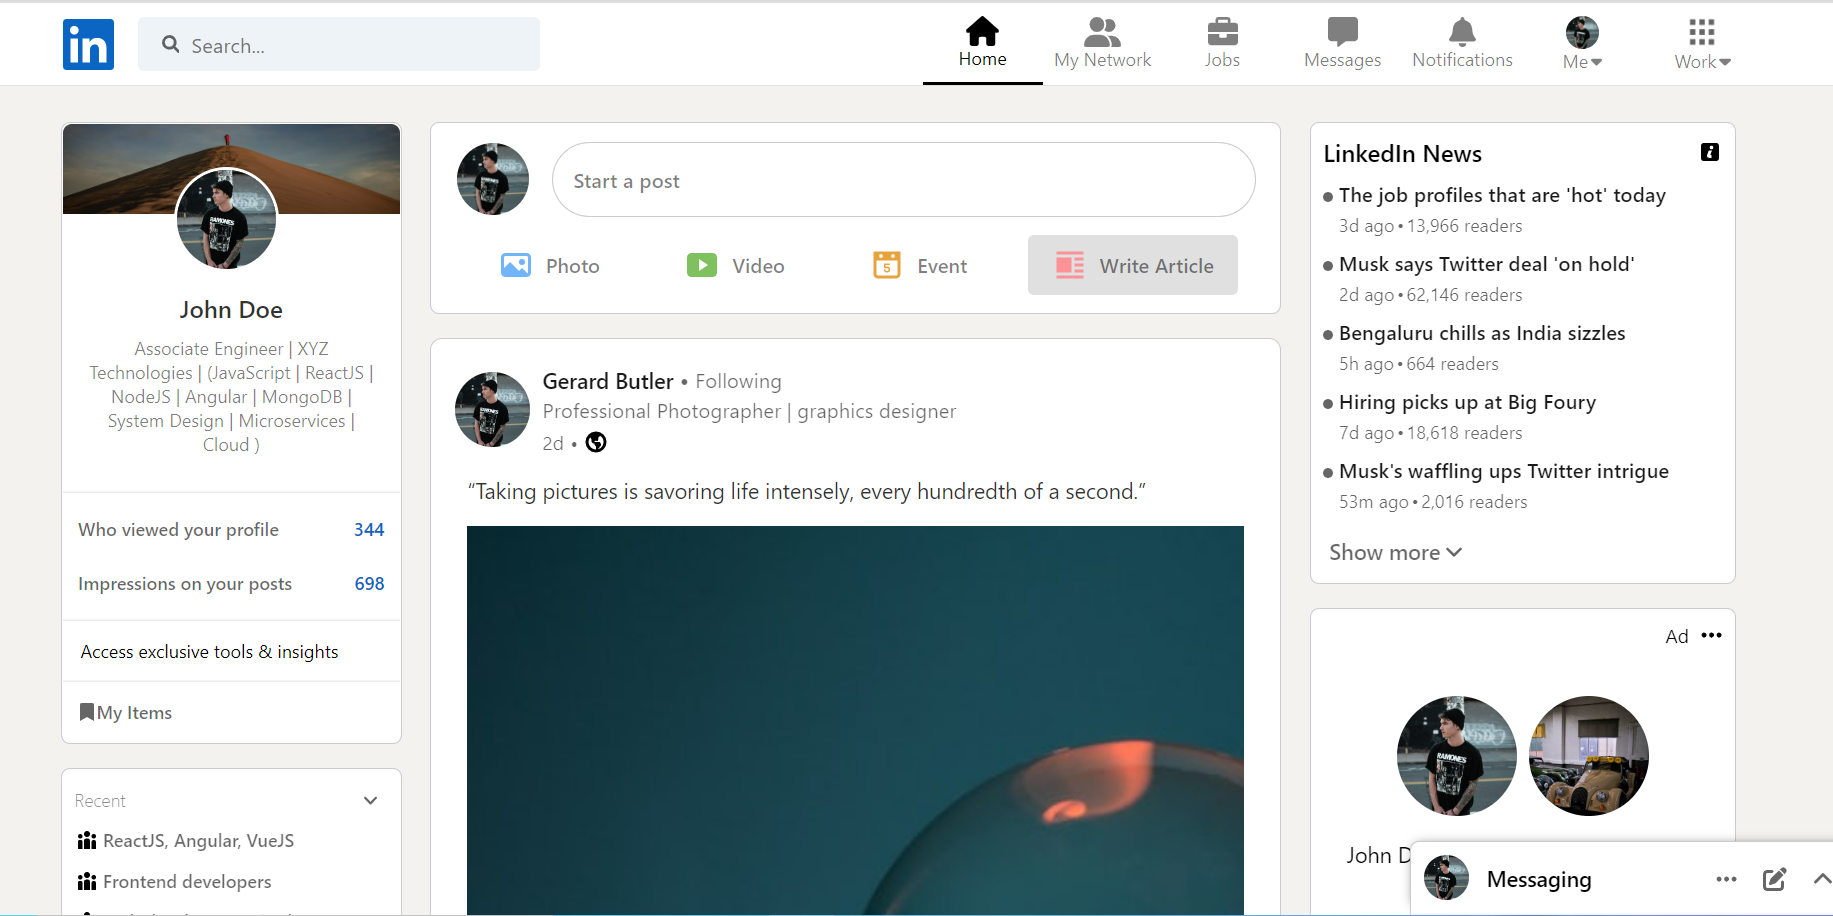 in
Search...
Home
My Network
Jobs
Messages
Notifications
Me
Work
RAMONES
John Doe
Associate Engineer | XYZ
Technologies | (JavaScript | ReactJS |
NodeJS | Angular | MongoDB |
System Design | Microservices |
Cloud )
Who viewed your profile 344
Impressions on your posts 698
Access exclusive tools & insights
My Items
Recent
ReactJS, Angular, VueJS
Frontend developers
Start a post
Photo
Video
5
Event
Write Article
Gerard Butler • Following
Professional Photographer | graphics designer
2d •
“Taking pictures is savoring life intensely, every hundredth of a second.”
LinkedIn News
i
The job profiles that are 'hot' today
3d ago • 13,966 readers
Musk says Twitter deal 'on hold'
2d ago • 62,146 readers
Bengaluru chills as India sizzles
5h ago • 664 readers
Hiring picks up at Big Foury
7d ago • 18,618 readers
Musk's waffling ups Twitter intrigue
53m ago • 2,016 readers
Show more
Ad •••
RAMONES
John D
Messaging •••